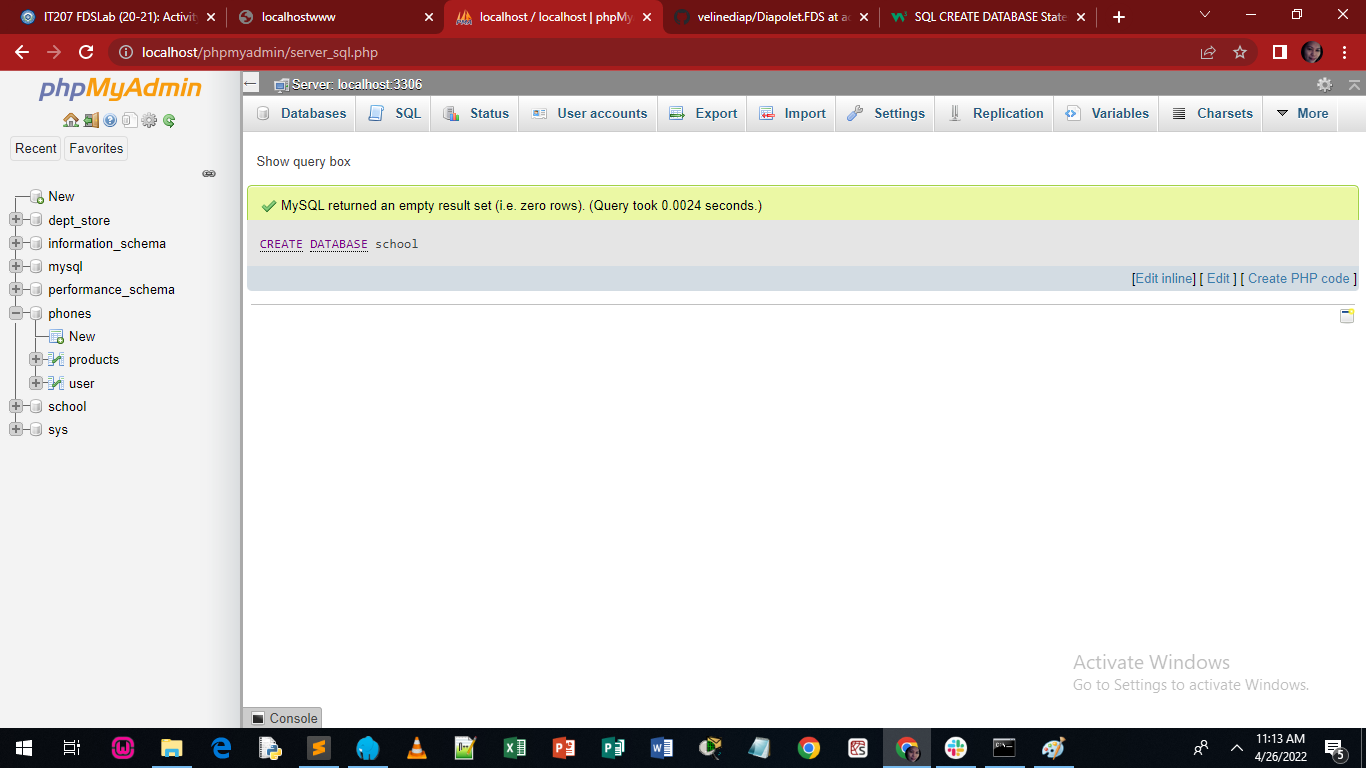 IT207 FDSLab (20-21): Activity
localhostwww
localhost / localhost | phpMy
velinediap/Diapolet.FDS at a
SQL CREATE DATABASE State
localhost/phpmyadmin/server_sql.php
phpMyAdmin
Recent
Favorites
New
dept_store
information_schema
mysql
performance_schema
phones
New
products
user
school
sys
Server: localhost:3306
Databases
SQL
Status
User accounts
Export
Import
Settings
Replication
Variables
Charsets
More
Show query box
MySQL returned an empty result set (i.e. zero rows). (Query took 0.0024 seconds.)
CREATE DATABASE school
[Edit inline] [ Edit ] [ Create PHP code ]
Activate Windows
Go to Settings to activate Windows.
Console
11:13 AM
4/26/2022
5